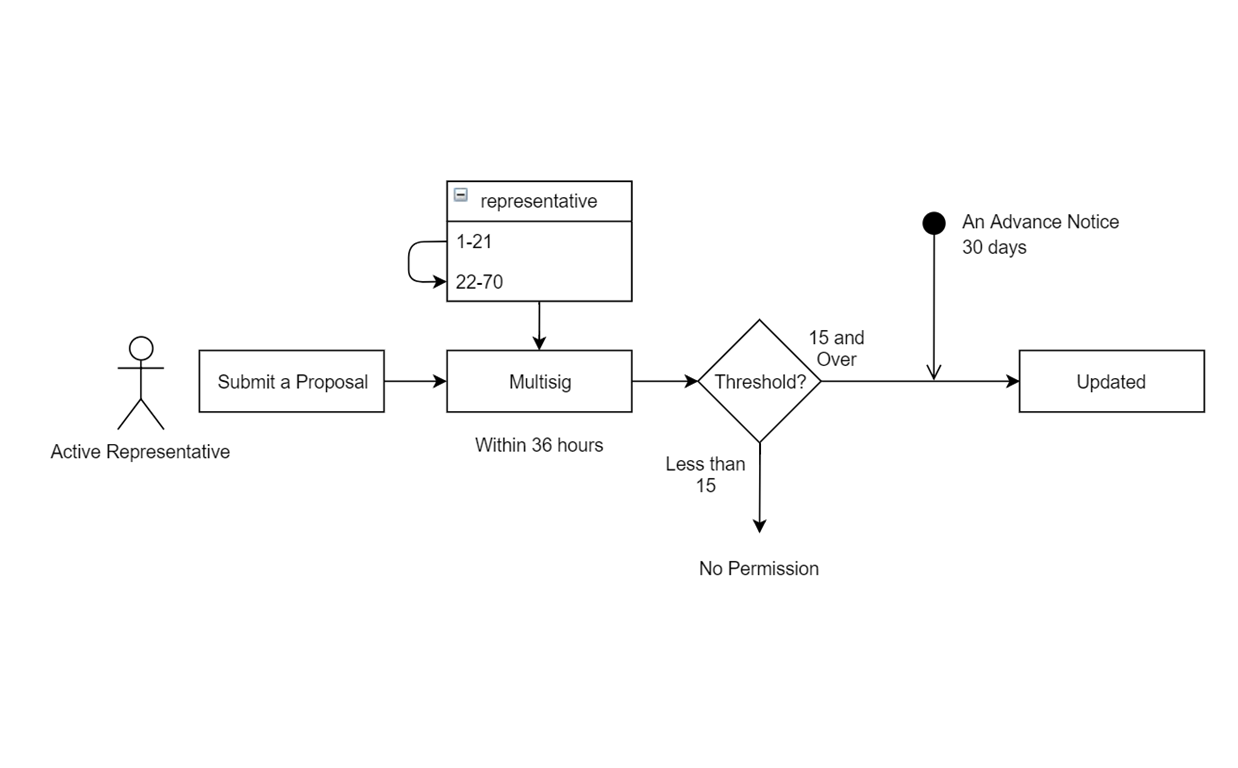 representative
1-21
22-70
An Advance Notice
30 days
Active Representative
Submit a Proposal
Multisig
Within 36 hours
Threshold?
15 and
Over
Less than
15
No Permission
Updated